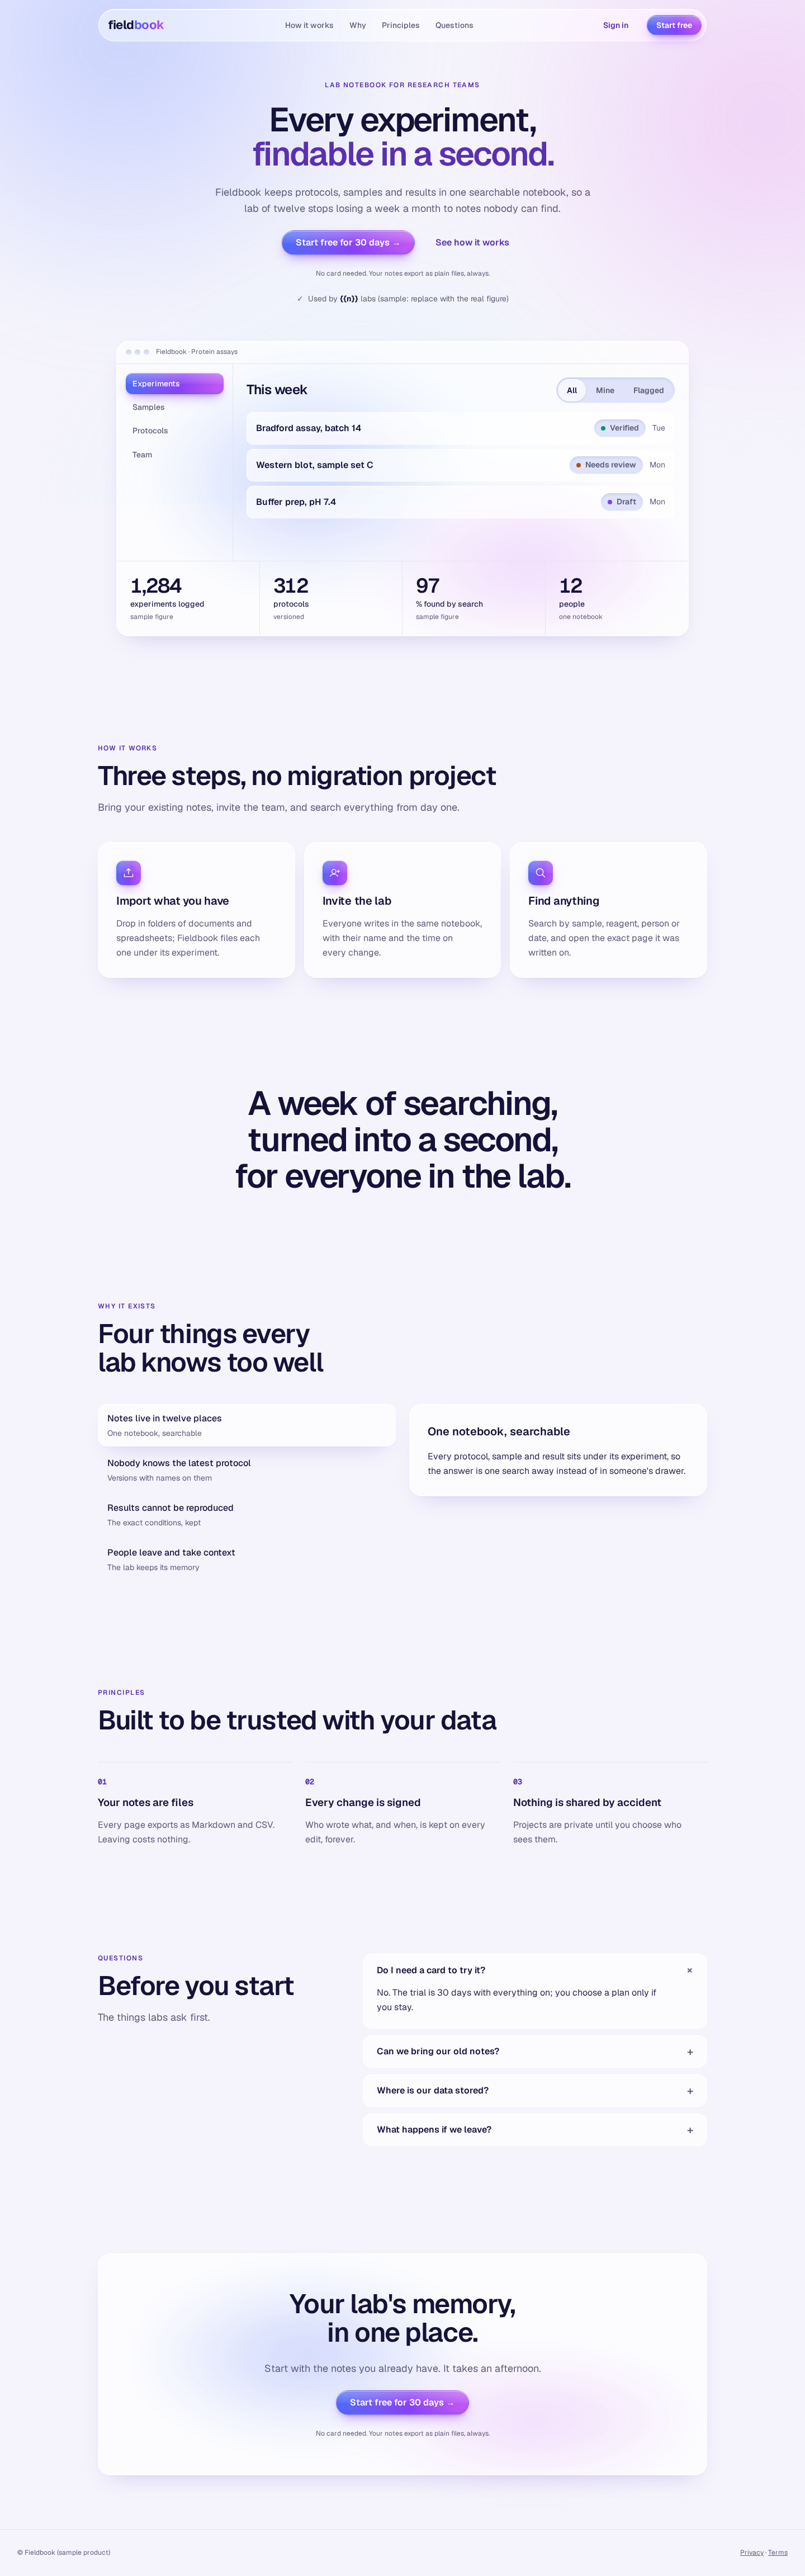 fieldbook
How it works Why Principles Questions
Sign in Start free
LAB NOTEBOOK FOR RESEARCH TEAMS
Every experiment,
findable in a second.
Fieldbook keeps protocols, samples and results in one searchable notebook, so a
lab of twelve stops losing a week a month to notes nobody can find.
Start free for 30 days →
See how it works
No card needed. Your notes export as plain files, always.
✓ Used by {{n}} labs (sample: replace with the real figure)
Fieldbook · Protein assays
Experiments
Samples
Protocols
Team
This week
All Mine Flagged
Bradford assay, batch 14 Verified Tue
Western blot, sample set C Needs review Mon
Buffer prep, pH 7.4 Draft Mon
1,284
experiments logged
sample figure
312
protocols
versioned
97
% found by search
sample figure
12
people
one notebook
HOW IT WORKS
Three steps, no migration project
Bring your existing notes, invite the team, and search everything from day one.
Import what you have
Drop in folders of documents and
spreadsheets; Fieldbook files each
one under its experiment.
Invite the lab
Everyone writes in the same notebook,
with their name and the time on
every change.
Find anything
Search by sample, reagent, person or
date, and open the exact page it was
written on.
A week of searching,
turned into a second,
for everyone in the lab.
WHY IT EXISTS
Four things every
lab knows too well
Notes live in twelve places
One notebook, searchable
Nobody knows the latest protocol
Versions with names on them
Results cannot be reproduced
The exact conditions, kept
People leave and take context
The lab keeps its memory
One notebook, searchable
Every protocol, sample and result sits under its experiment, so
the answer is one search away instead of in someone's drawer.
PRINCIPLES
Built to be trusted with your data
01
Your notes are files
Every page exports as Markdown and CSV.
Leaving costs nothing.
02
Every change is signed
Who wrote what, and when, is kept on every
edit, forever.
03
Nothing is shared by accident
Projects are private until you choose who
sees them.
QUESTIONS
Before you start
The things labs ask first.
Do I need a card to try it?
No. The trial is 30 days with everything on; you choose a plan only if
you stay.
Can we bring our old notes? +
Where is our data stored? +
What happens if we leave? +
Your lab's memory,
in one place.
Start with the notes you already have. It takes an afternoon.
Start free for 30 days →
No card needed. Your notes export as plain files, always.
© Fieldbook (sample product)
Privacy · Terms